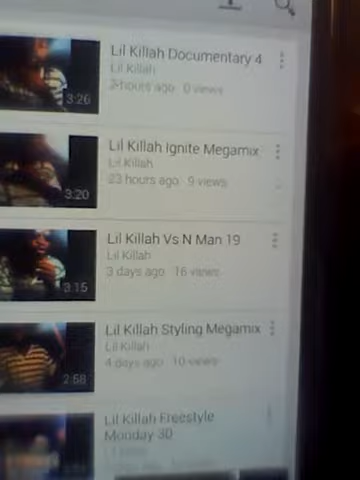 Lil Killah Documentary 4
Lil Killah
hours ago 0 views
3:26
Lil Killah Ignite Megamix
Lil Killah
23 hours ago 9 views
3:20
Lil Killah Vs N Man 19
Lil Killah
3 days ago 16 views
3:15
Lil Killah Styling Megamix
Lil Killah
4 days ago 10 views
2:58
Lil Killah Freestyle
Monday 30